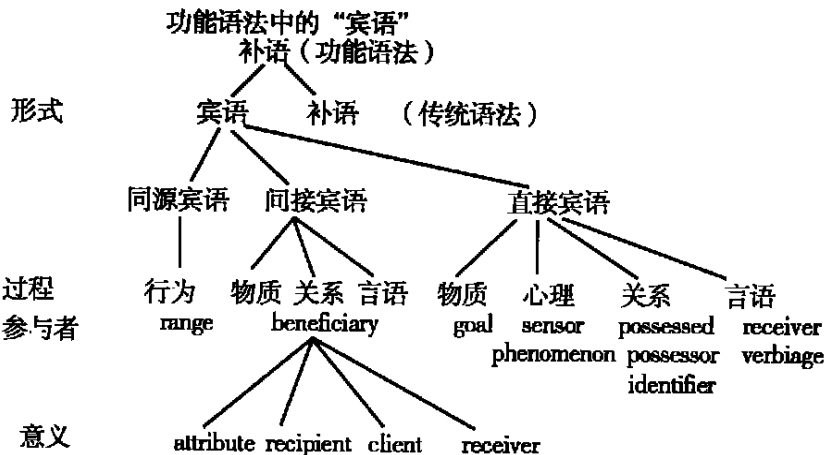 功能语法中的“宾语”
补语（功能语法）
形式 宾语 补语 （传统语法）
同源宾语 间接宾语 直接宾语
过程 行为 物质 关系 言语 物质 心理 关系 言语
参与者 range beneficiary goal sensor possessed receiver
phenomenon possessor verbiage
identifier
意义 attribute recipient client receiver